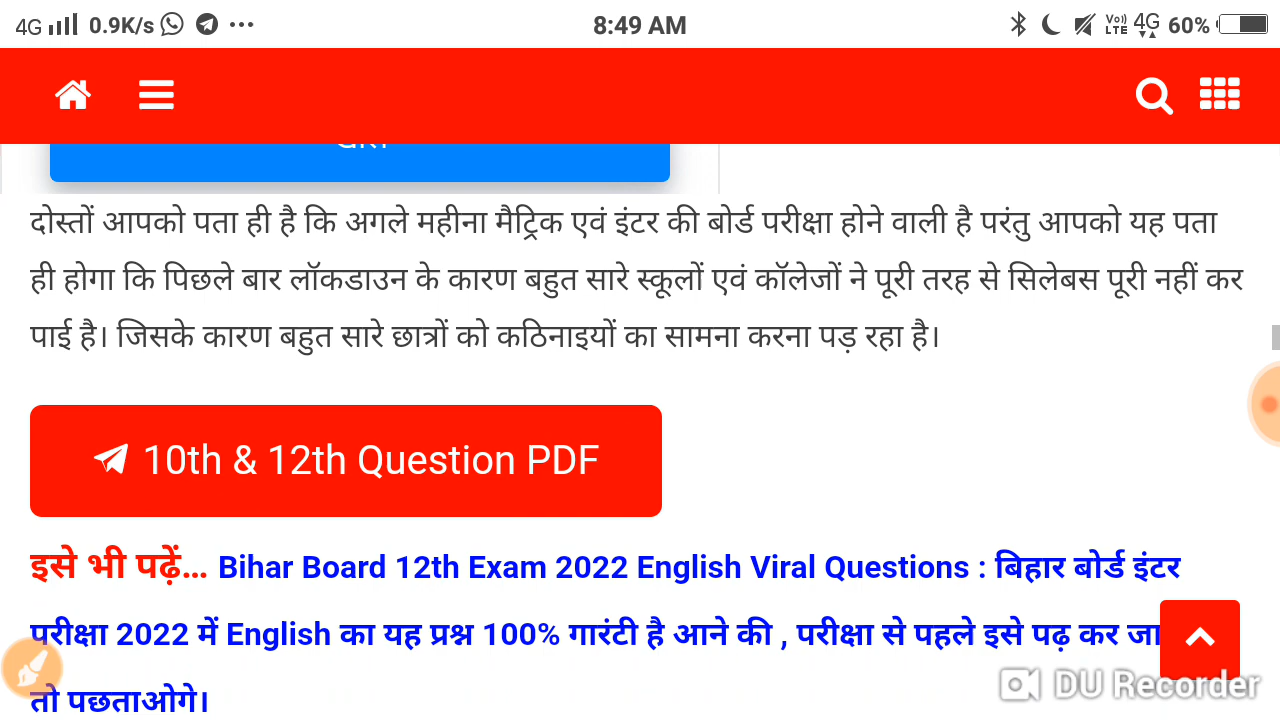 4G 0.9K/s ••• 8:49 AM Vo)) LTE 4G 60%
दोस्तों आपको पता ही है कि अगले महीना मैट्रिक एवं इंटर की बोर्ड परीक्षा होने वाली है परंतु आपको यह पता
ही होगा कि पिछले बार लॉकडाउन के कारण बहुत सारे स्कूलों एवं कॉलेजों ने पूरी तरह से सिलेबस पूरी नहीं कर
पाई है। जिसके कारण बहुत सारे छात्रों को कठिनाइयों का सामना करना पड़ रहा है।
10th & 12th Question PDF
इसे भी पढ़ें... Bihar Board 12th Exam 2022 English Viral Questions : बिहार बोर्ड इंटर
परीक्षा 2022 में English का यह प्रश्न 100% गारंटी है आने की , परीक्षा से पहले इसे पढ़ कर जा
तो पछताओगे।
DU Recorder